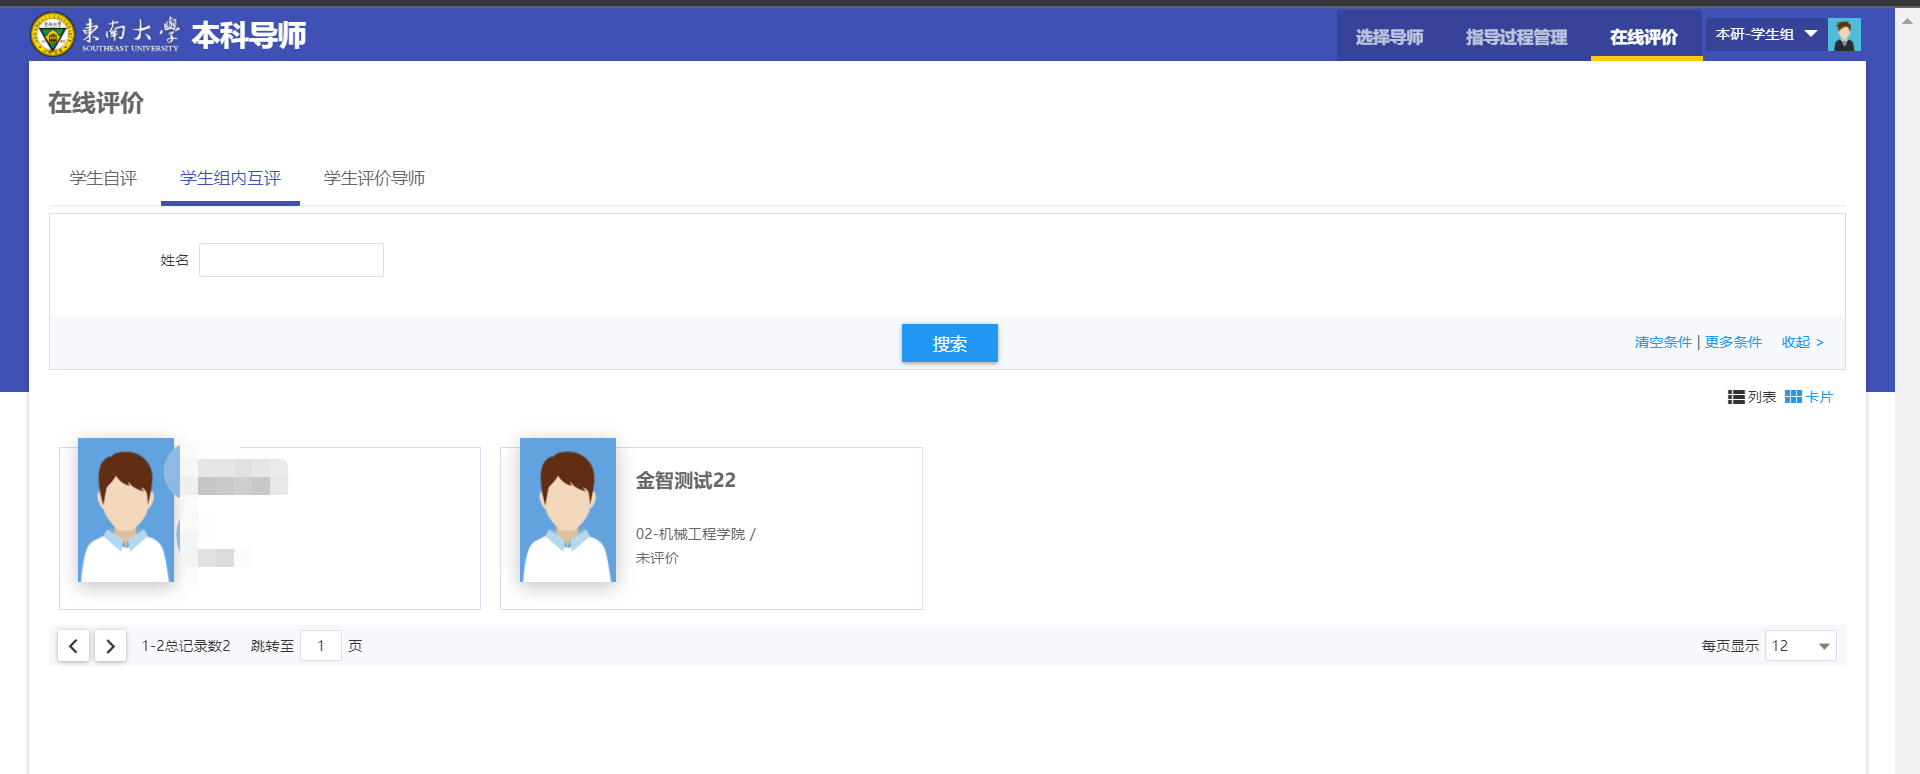 東南大學
SOUTHEAST UNIVERSITY
本科导师
选择导师 指导过程管理 在线评价 本研-学生组
在线评价
学生自评 学生组内互评 学生评价导师
姓名
搜索
清空条件 | 更多条件 收起 >
列表 卡片
金智测试22
02-机械工程学院 /
未评价
1-2总记录数2 跳转至 1 页
每页显示 12